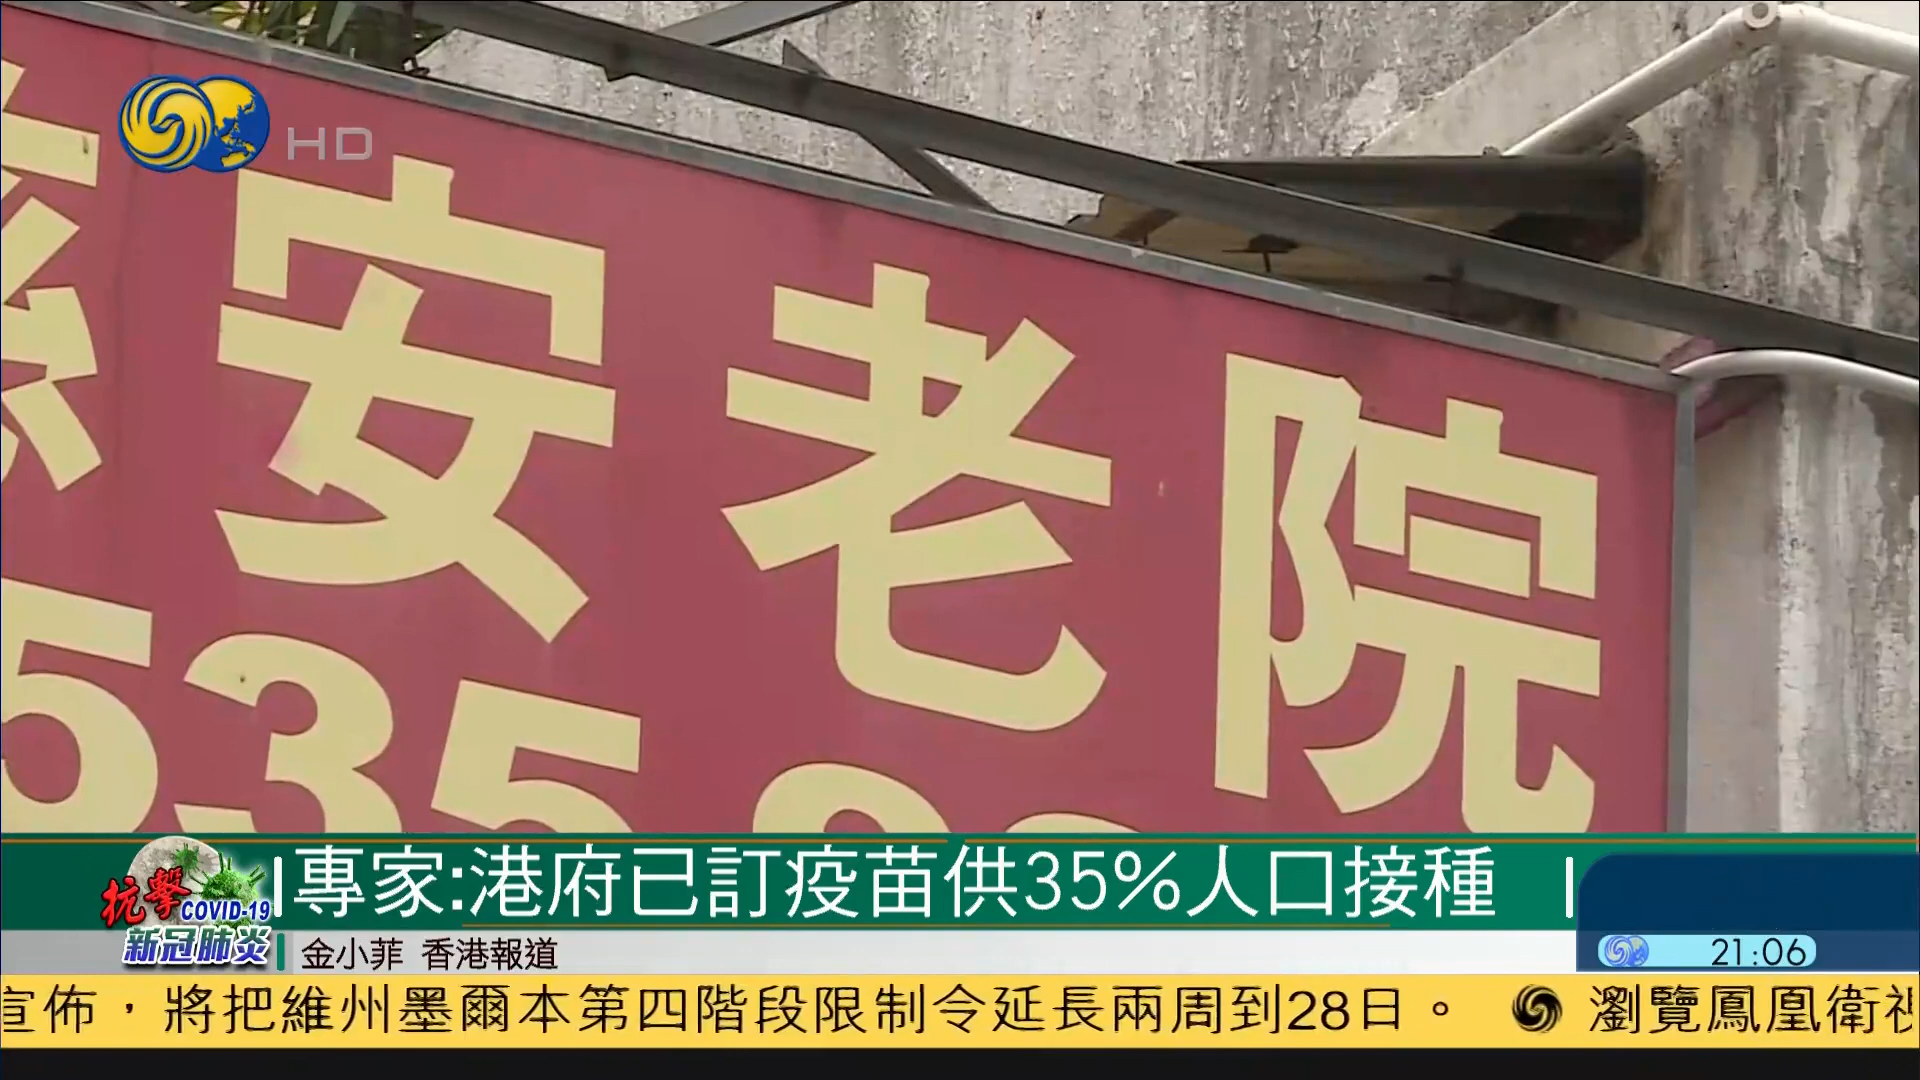 HD
安老院
535
專家:港府已訂疫苗供35%人口接種
抗擊
COVID-19
新冠肺炎
金小菲 香港報道
21:06
宣佈，將把維州墨爾本第四階段限制令延長兩周到28日。 瀏覽鳳凰衛視